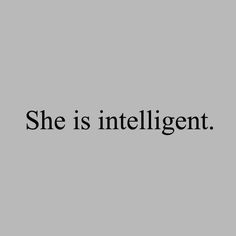 She is intelligent.